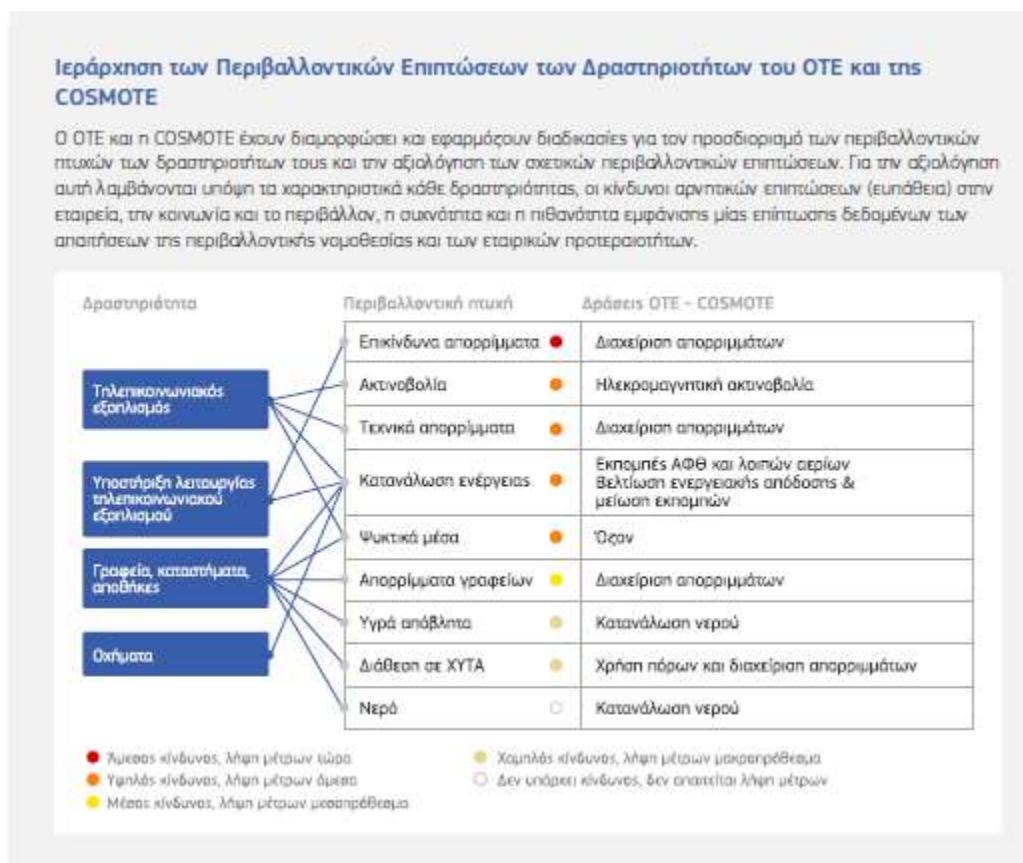 Ιεράρχηση των Περιβαλλοντικών Επιπτώσεων των Δραστηριοτήτων του ΟΤΕ και της
COSMOTE
Ο ΟΤΕ και η COSMOTE έχουν διαμορφώσει και εφαρμόζουν διαδικασίες για τον προσδιορισμό των περιβαλλοντικών
πτυχών των δραστηριοτήτων τους και την αξιολόγηση των σχετικών περιβαλλοντικών επιπτώσεων. Για την αξιολόγηση
αυτή λαμβάνονται υπόψη τα χαρακτηριστικά κάθε δραστηριότητας, οι κίνδυνοι αρνητικών επιπτώσεων (ευπάθεια) στην
εταιρεία, την κοινωνία και το περιβάλλον, η συχνότητα και η πιθανότητα εμφάνισης μίας επίπτωσης δεδομένων των
απαιτήσεων της περιβαλλοντικής νομοθεσίας και των εταιρικών προτεραιοτήτων.
Δραστηριότητα
Περιβαλλοντική πτυχή
Δράσεις ΟΤΕ - COSMOTE
Τηλεπικοινωνιακός
εξοπλισμός
Υποστήριξη λειτουργίας
τηλεπικοινωνιακού
εξοπλισμού
Γραφεία, καταστήματα,
αποθήκες
Οχήματα
Επικίνδυνα απορρίμματα
Διαχείριση απορριμμάτων
Ακτινοβολία
Ηλεκρομαγνητική ακτινοβολία
Τεχνικά απορρίμματα
Διαχείριση απορριμμάτων
Κατανάλωση ενέργειας
Εκπομπές ΑΦΘ και λοιπών αερίων
Βελτίωση ενεργειακής απόδοσης &
μείωση εκπομπών
Ψυκτικά μέσα
Όζον
Απορρίμματα γραφείων
Διαχείριση απορριμμάτων
Υγρά απόβλητα
Κατανάλωση νερού
Διάθεση σε ΧΥΤΑ
Χρήση πόρων και διαχείριση απορριμμάτων
Νερό
Κατανάλωση νερού
Άμεσος κίνδυνος, λήψη μέτρων τώρα
Υψηλός κίνδυνος, λήψη μέτρων άμεσα
Μέσος κίνδυνος, λήψη μέτρων μεσοπρόθεσμα
Χαμηλός κίνδυνος, λήψη μέτρων μακροπρόθεσμα
Δεν υπάρχει κίνδυνος, δεν απαιτείται λήψη μέτρων